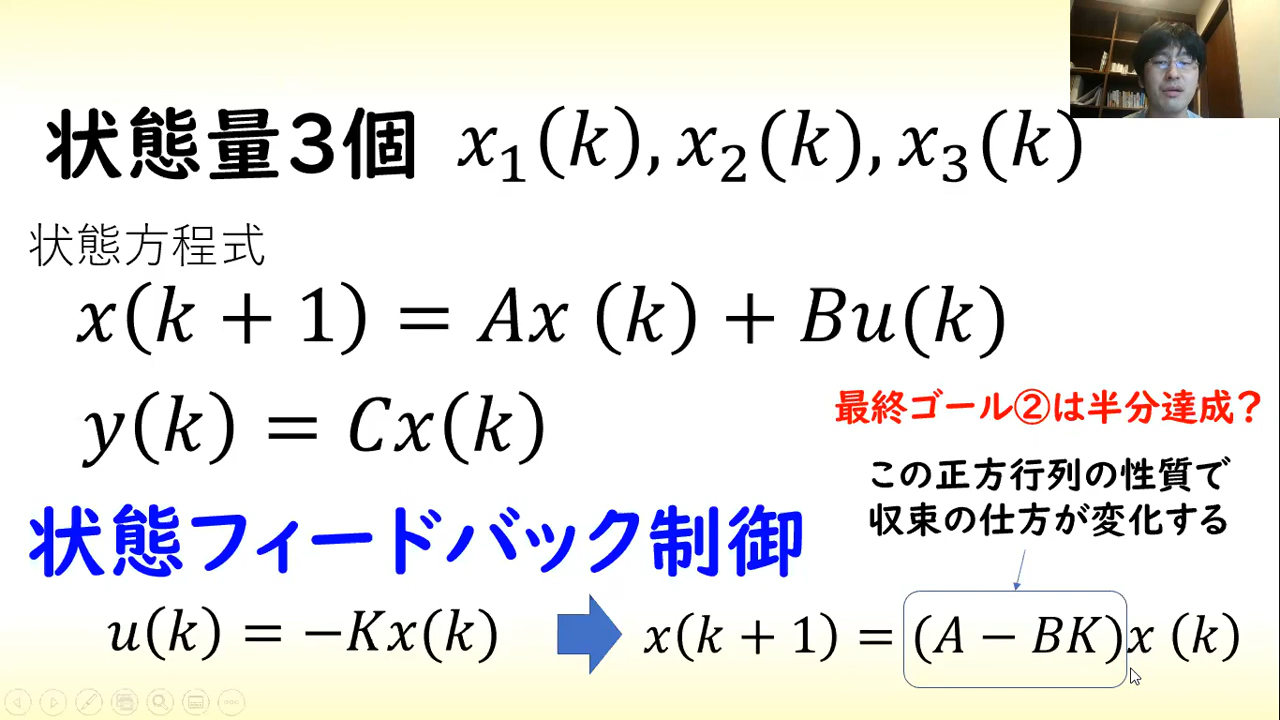 状態量3個 x₁(k), x₂(k), x₃(k)
状態方程式
x(k + 1) = Ax (k) + Bu(k)
y(k) = Cx(k)
最終ゴール②は半分達成？
この正方行列の性質で
収束の仕方が変化する
状態フィードバック制御
u(k) = −Kx(k)
x(k + 1) = (A − BK)x (k)